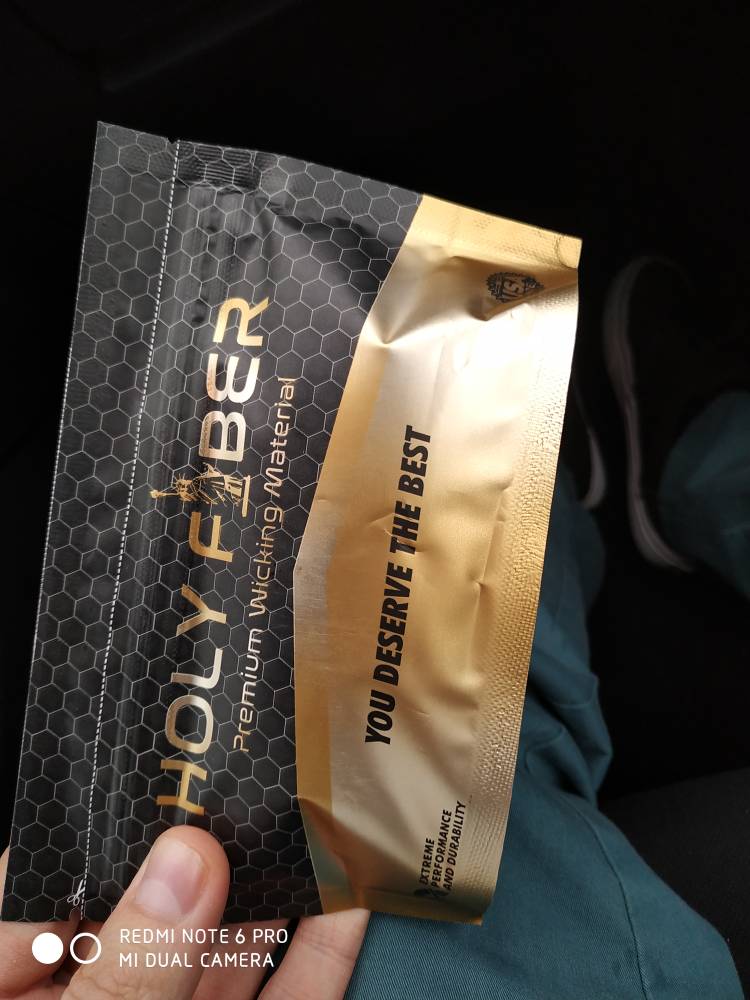 HOLY FIBER
Premium Wicking Material
YOU DESERVE THE BEST
EXTREME
PERFORMANCE
AND DURABILITY
REDMI NOTE 6 PRO
MI DUAL CAMERA